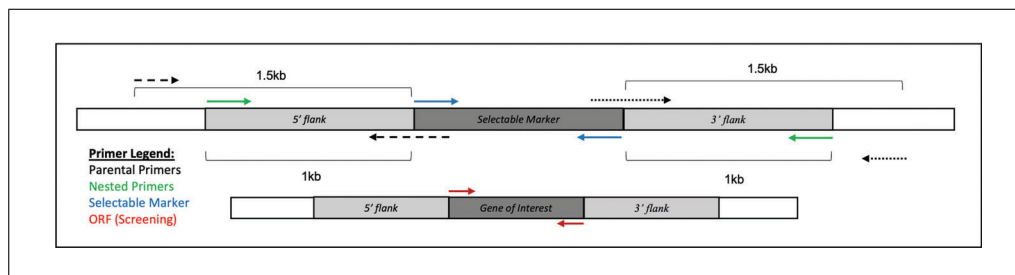 1.5kb
1.5kb
5' flank
Selectable Marker
3' flank
Primer Legend:
Parental Primers
Nested Primers
Selectable Marker
ORF (Screening)
1kb
1kb
5' flank
Gene of Interest
3' flank